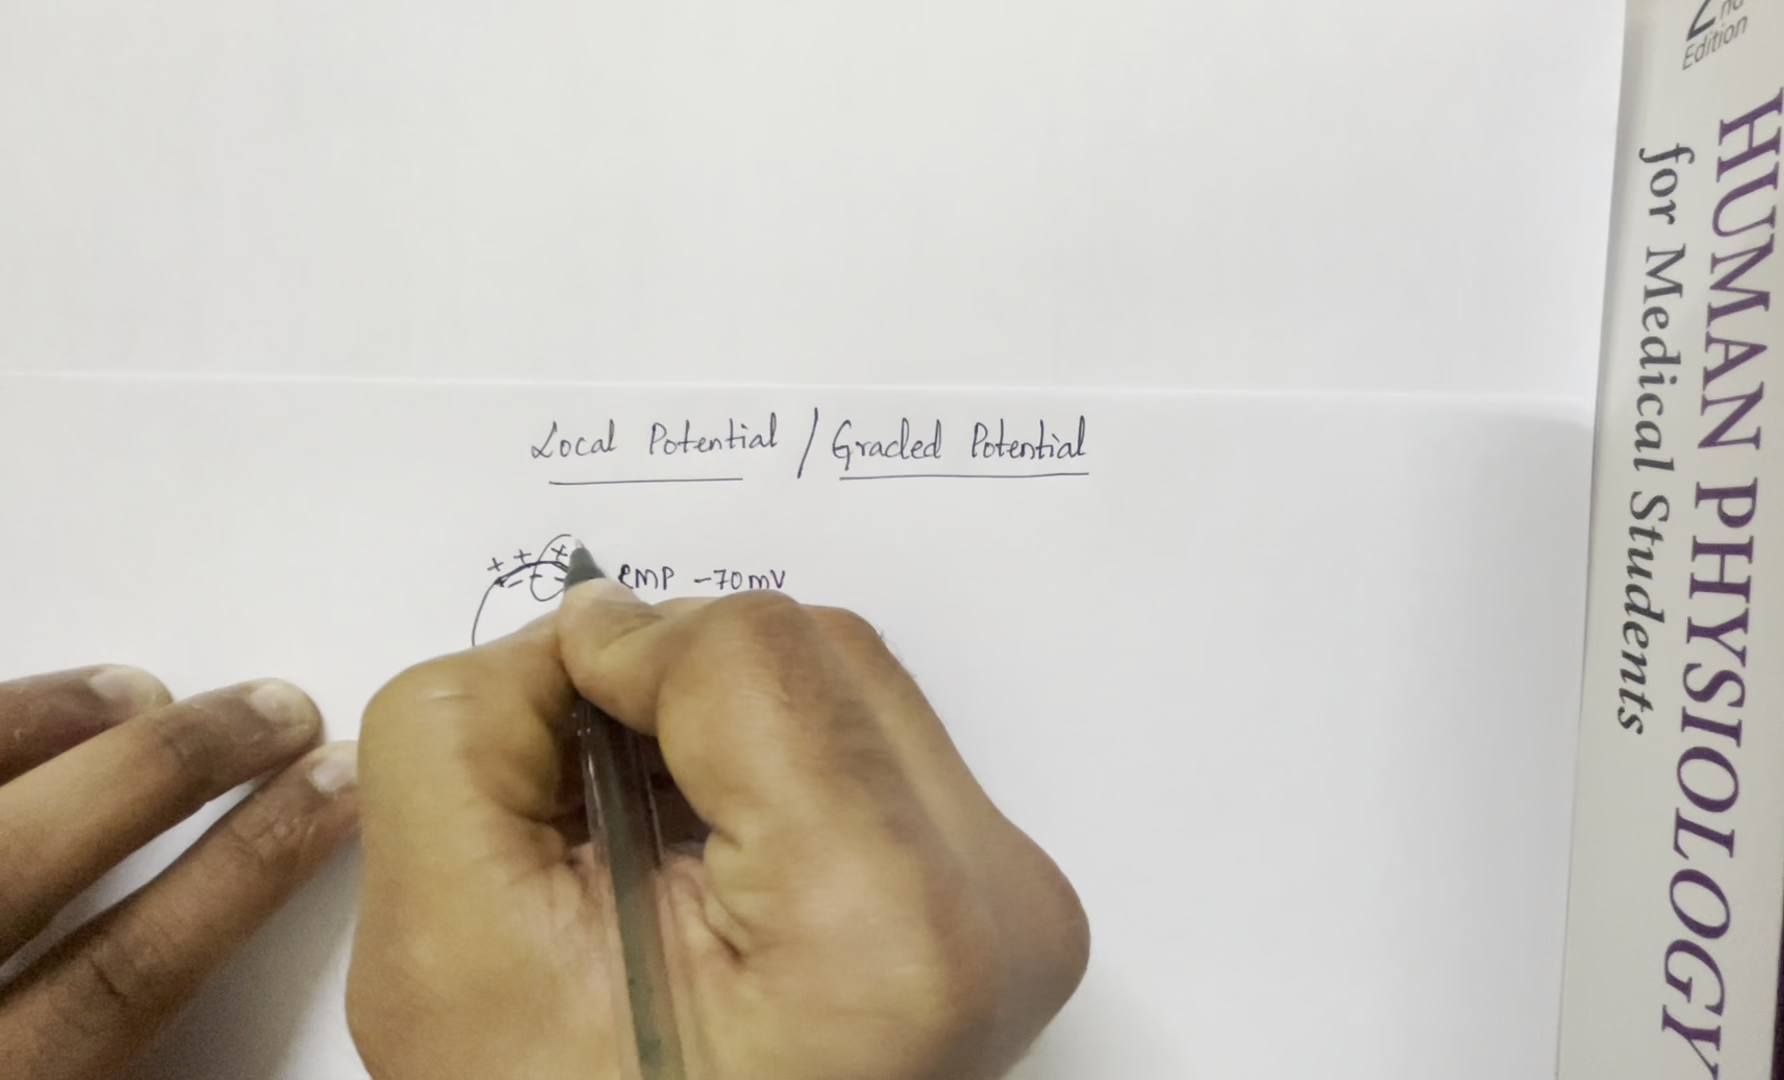 Local Potential / Graded Potential
+ + +
- - -
RMP -70mV
2nd
Edition
HUMAN PHYSIOLOGY
for Medical Students